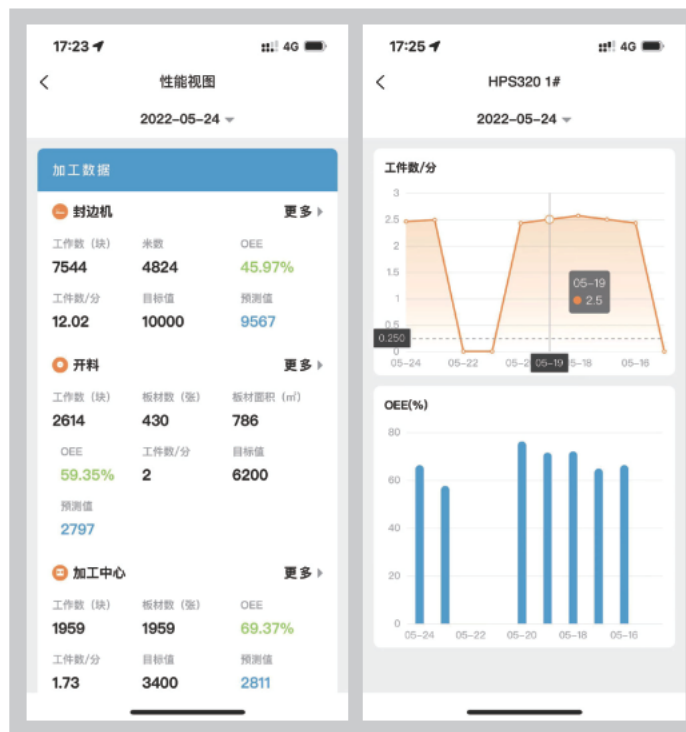 17:23
4G
性能视图
2022-05-24
加工数据
封边机 更多
工作数（块） 米数 OEE
7544 4824 45.97%
工件数/分 目标值 预测值
12.02 10000 9567
开料 更多
工作数（块） 板材数（张） 板材面积（㎡）
2614 430 786
OEE 工件数/分 目标值
59.35% 2 6200
预测值
2797
加工中心 更多
工作数（块） 板材数（张） OEE
1959 1959 69.37%
工件数/分 目标值 预测值
1.73 3400 2811
17:25
4G
HPS320 1#
2022-05-24
工件数/分
3
2.5
2
1.5
1
0.5
0.250
0
05-19
2.5
05-24 05-22 05-2 05-19 5-18 05-16
OEE(%)
80
60
40
20
0
05-24 05-22 05-20 05-18 05-16